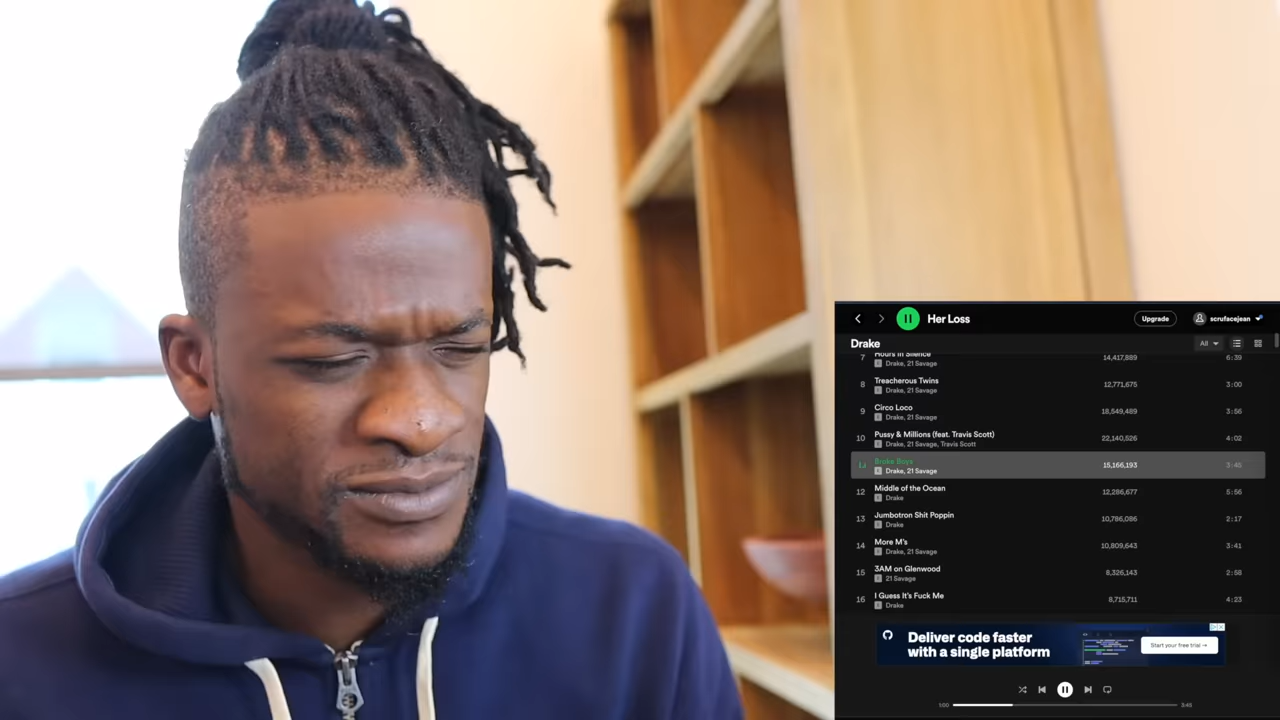 Her Loss
Upgrade
scrufacejean
Drake
All
7 Hours in Silence 14,417,889 6:39
E Drake, 21 Savage
8 Treacherous Twins 12,771,675 3:00
E Drake, 21 Savage
9 Circo Loco 18,549,489 3:56
E Drake, 21 Savage
10 Pussy & Millions (feat. Travis Scott) 22,140,526 4:02
E Drake, 21 Savage, Travis Scott
Broke Boys 15,166,193 3:45
E Drake, 21 Savage
12 Middle of the Ocean 12,286,677 5:56
E Drake
13 Jumbotron Shit Poppin 10,786,086 2:17
E Drake
14 More M's 10,809,643 3:41
E Drake, 21 Savage
15 3AM on Glenwood 8,326,143 2:58
E 21 Savage
16 I Guess It's Fuck Me 8,715,711 4:23
E Drake
Deliver code faster
with a single platform
Start your free trial →
1:00 3:45